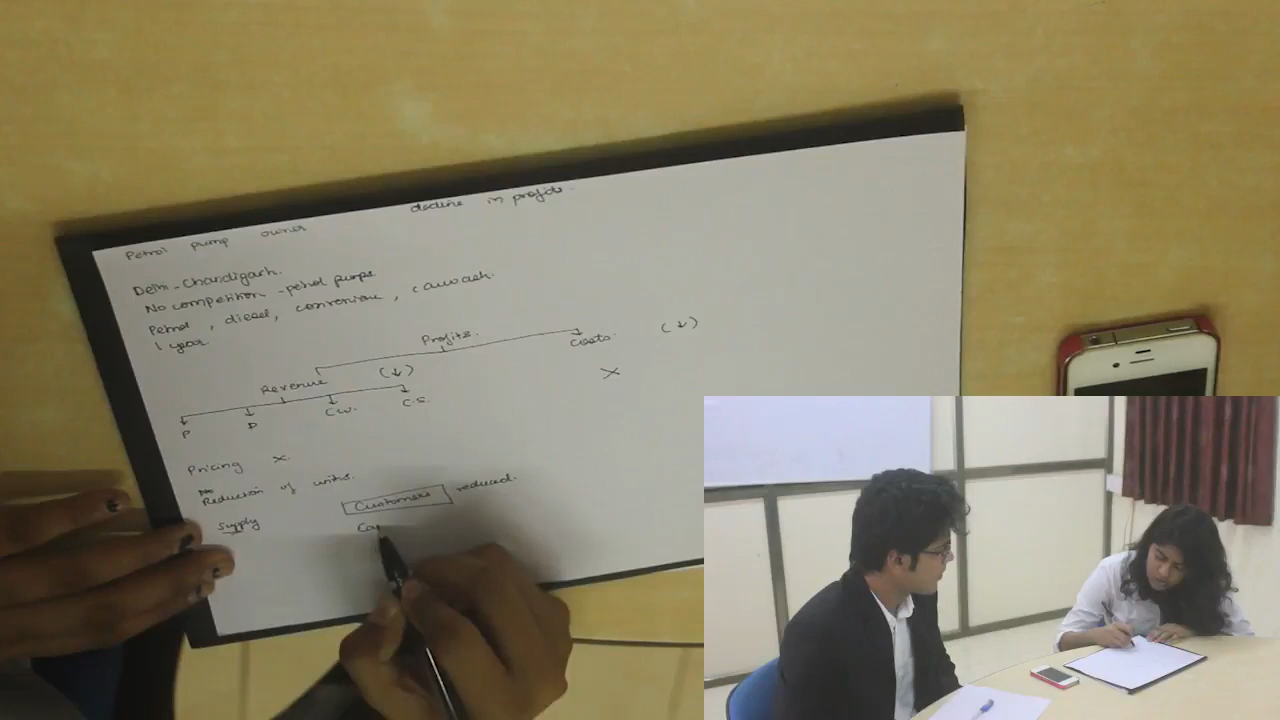 decline in profits.
Petrol pump owner
Delhi - Chandigarh.
No competition - petrol pumps
Petrol, diesel, convenience, carwash.
1 year
Profits.
Costs (↓)
Revenue (↓) X
P D C.W. C.S.
Pricing X.
No
Reduction of units.
Customers reduced.
Supply